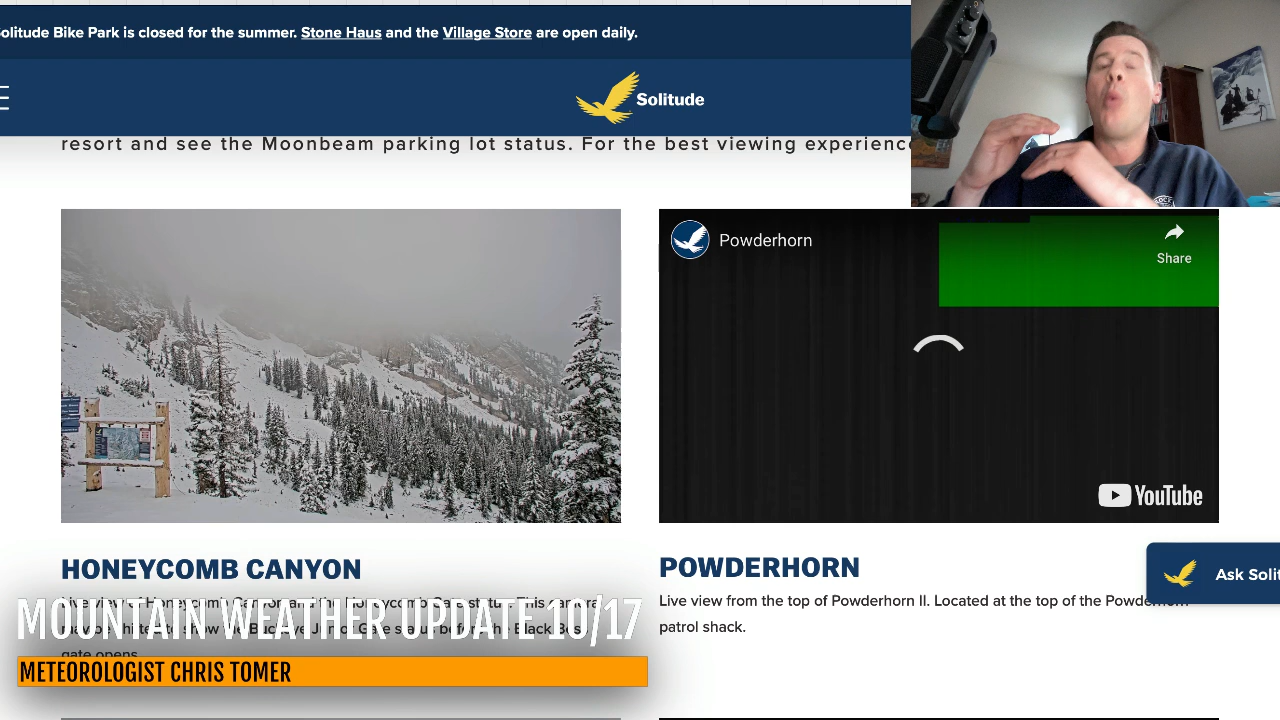 olitude Bike Park is closed for the summer. Stone Haus and the Village Store are open daily.
Solitude
resort and see the Moonbeam parking lot status. For the best viewing experience
Powderhorn
Share
YouTube
HONEYCOMB CANYON
POWDERHORN
Live view from the top of Powderhorn II. Located at the top of the Powderhorn
patrol shack.
Ask Solit
MOUNTAIN WEATHER UPDATE 10/17
gate opens.
METEOROLOGIST CHRIS TOMER